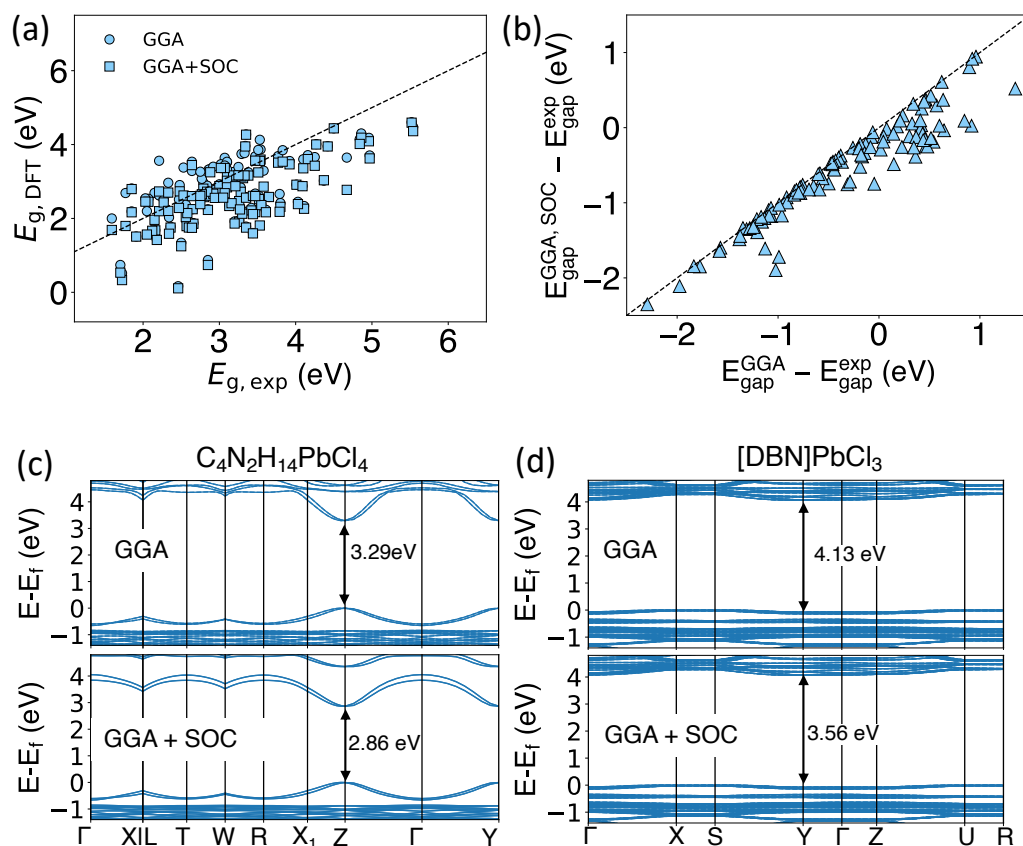 (a)
GGA
GGA+SOC
6
4
2
0
E_g, DFT (eV)
2
3
4
5
6
E_g, exp (eV)
(b)
1
0
−1
−2
E_gap^GGA, SOC − E_gap^exp (eV)
−2
−1
0
1
E_gap^GGA − E_gap^exp (eV)
(c)
C₄N₂H₁₄PbCl₄
4
3
2
1
0
−1
E-E_f (eV)
GGA
3.29eV
4
3
2
1
0
−1
E-E_f (eV)
GGA + SOC
2.86 eV
Γ XIL T W R X₁ Z Γ Y
(d)
[DBN]PbCl₃
4
3
2
1
0
−1
E-E_f (eV)
GGA
4.13 eV
4
3
2
1
0
−1
E-E_f (eV)
GGA + SOC
3.56 eV
Γ X S Y Γ Z U R